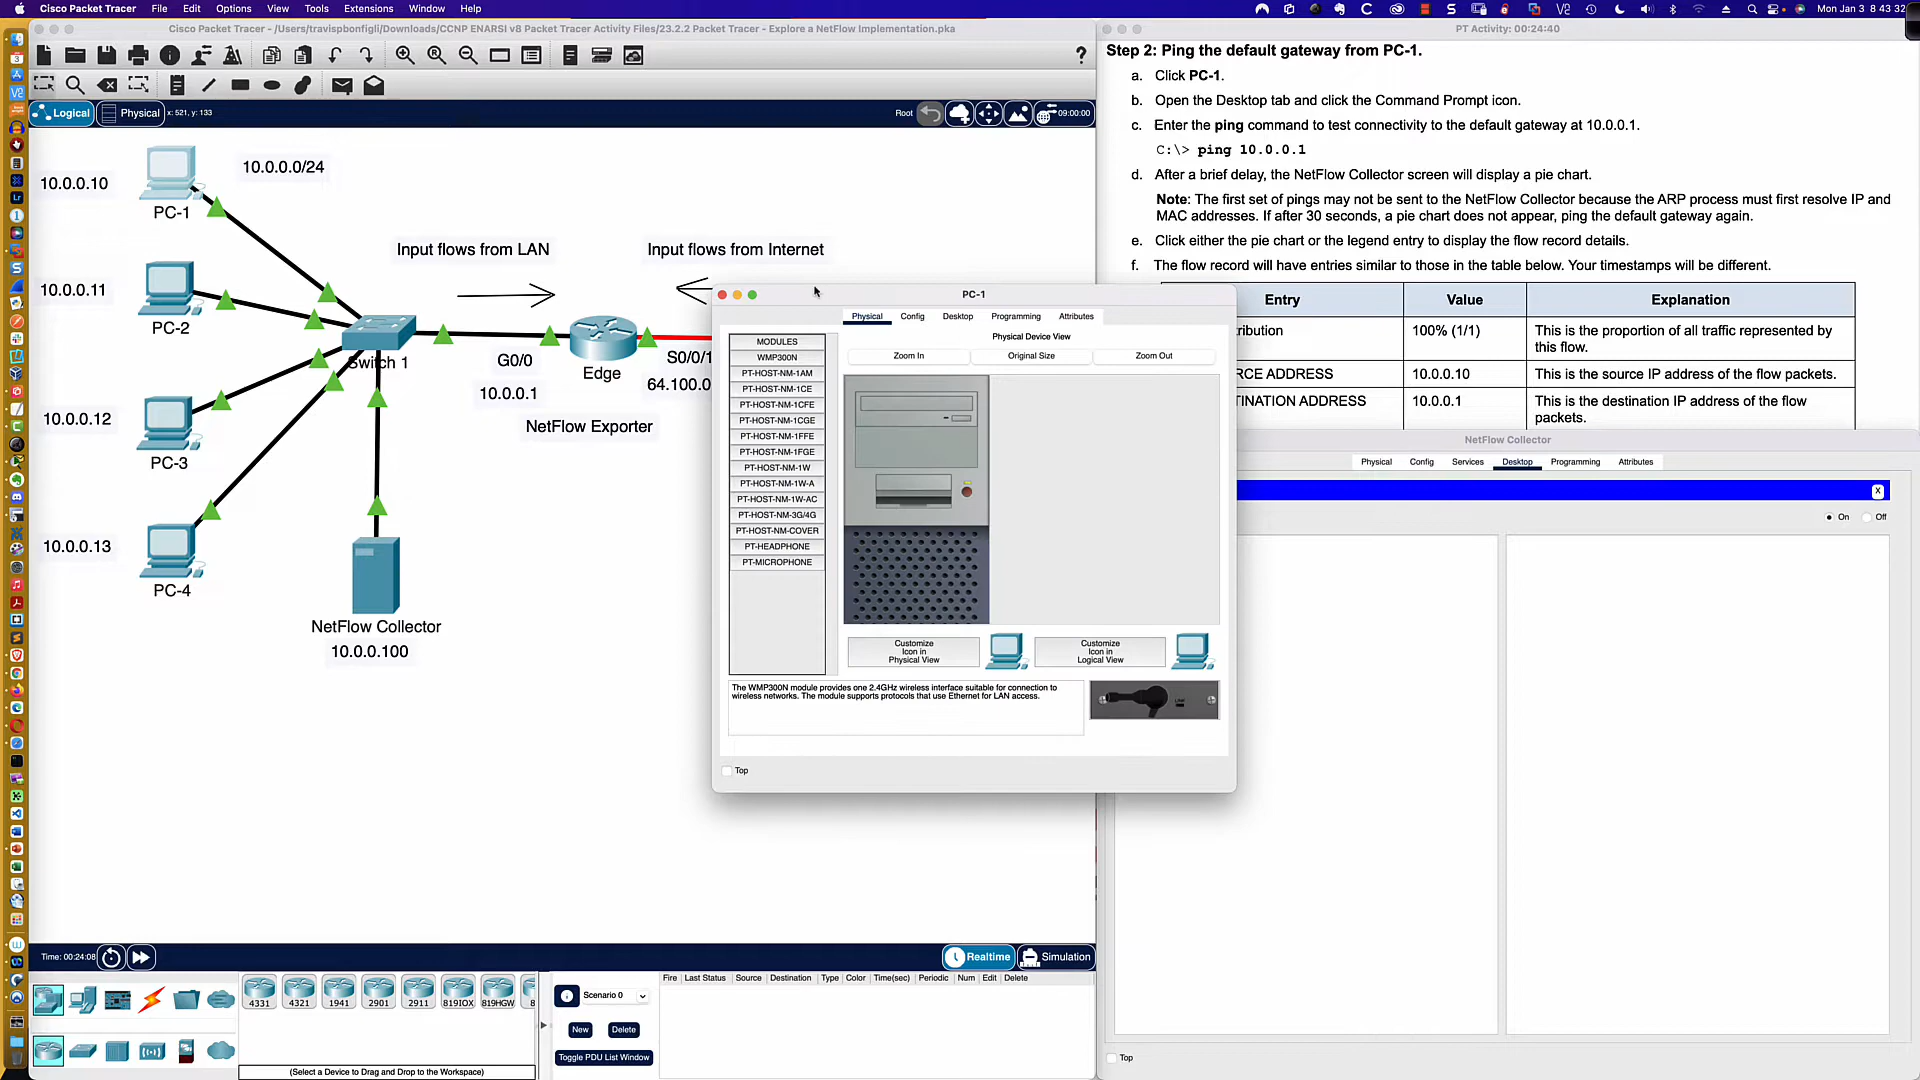 Cisco Packet Tracer File Edit Options View Tools Extensions Window Help
Mon Jan 3 8 43 32
Cisco Packet Tracer - /Users/travispbonfigli/Downloads/CCNP ENARSI v8 Packet Tracer Activity Files/23.2.2 Packet Tracer - Explore a NetFlow Implementation.pka
Logical Physical x: 521, y: 133
Root 09:00:00
10.0.0.10
10.0.0.0/24
PC-1
Input flows from LAN
Input flows from Internet
10.0.0.11
PC-2
Switch 1
G0/0
Edge
S0/0/1
10.0.0.1
64.100.0
NetFlow Exporter
10.0.0.12
PC-3
10.0.0.13
PC-4
NetFlow Collector
10.0.0.100
PT Activity: 00:24:40
Step 2: Ping the default gateway from PC-1.
a. Click PC-1.
b. Open the Desktop tab and click the Command Prompt icon.
c. Enter the ping command to test connectivity to the default gateway at 10.0.0.1.
C:\> ping 10.0.0.1
d. After a brief delay, the NetFlow Collector screen will display a pie chart.
Note: The first set of pings may not be sent to the NetFlow Collector because the ARP process must first resolve IP and
MAC addresses. If after 30 seconds, a pie chart does not appear, ping the default gateway again.
e. Click either the pie chart or the legend entry to display the flow record details.
f. The flow record will have entries similar to those in the table below. Your timestamps will be different.
Entry Value Explanation
ribution 100% (1/1) This is the proportion of all traffic represented by
this flow.
RCE ADDRESS 10.0.0.10 This is the source IP address of the flow packets.
TINATION ADDRESS 10.0.0.1 This is the destination IP address of the flow
packets.
PC-1
Physical Config Desktop Programming Attributes
MODULES
WMP300N
PT-HOST-NM-1AM
PT-HOST-NM-1CE
PT-HOST-NM-1CFE
PT-HOST-NM-1CGE
PT-HOST-NM-1FFE
PT-HOST-NM-1FGE
PT-HOST-NM-1W
PT-HOST-NM-1W-A
PT-HOST-NM-1W-AC
PT-HOST-NM-3G/4G
PT-HOST-NM-COVER
PT-HEADPHONE
PT-MICROPHONE
Physical Device View
Zoom In Original Size Zoom Out
Customize
Icon in
Physical View
Customize
Icon in
Logical View
The WMP300N module provides one 2.4GHz wireless interface suitable for connection to
wireless networks. The module supports protocols that use Ethernet for LAN access.
Top
NetFlow Collector
Physical Config Services Desktop Programming Attributes
X
On Off
Top
Time: 00:24:08
Realtime Simulation
4331 4321 1941 2901 2911 819IOX 819HGW 8
(Select a Device to Drag and Drop to the Workspace)
Scenario 0
New Delete
Toggle PDU List Window
Fire Last Status Source Destination Type Color Time(sec) Periodic Num Edit Delete